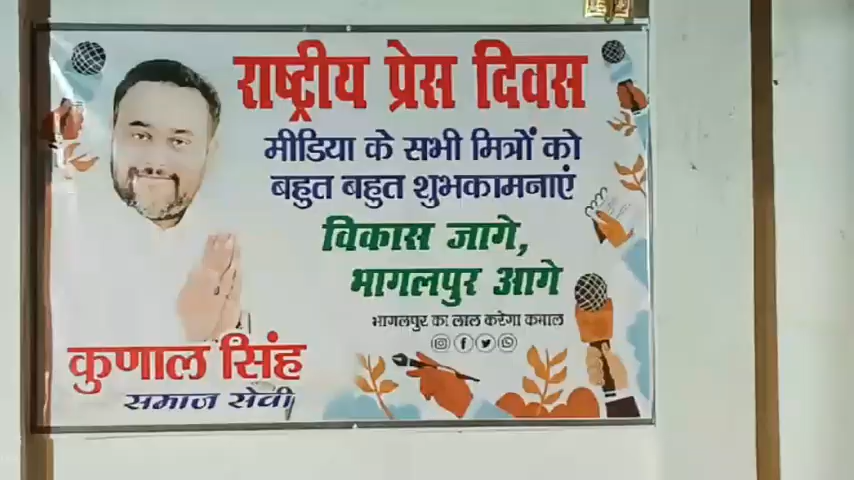 राष्ट्रीय प्रेस दिवस
मीडिया के सभी मित्रों को
बहुत बहुत शुभकामनाएं
विकास जागे,
भागलपुर आगे
भागलपुर का लाल करेगा कमाल
कुणाल सिंह
समाज सेवी